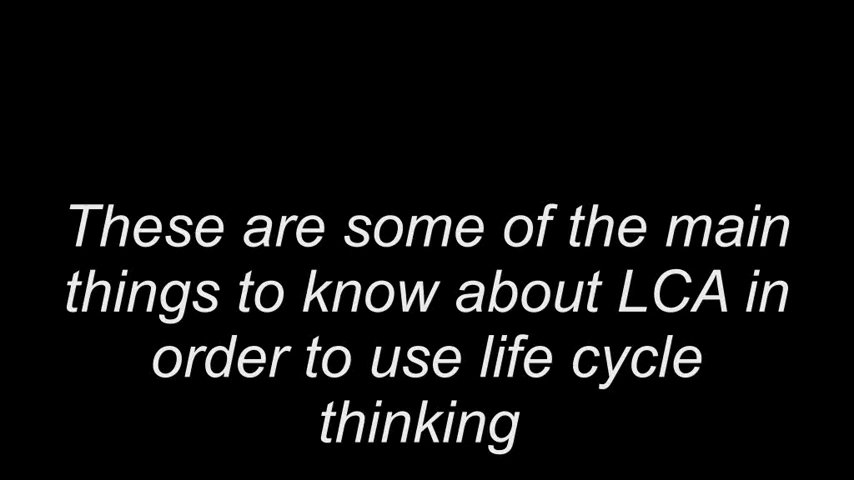 These are some of the main
things to know about LCA in
order to use life cycle
thinking